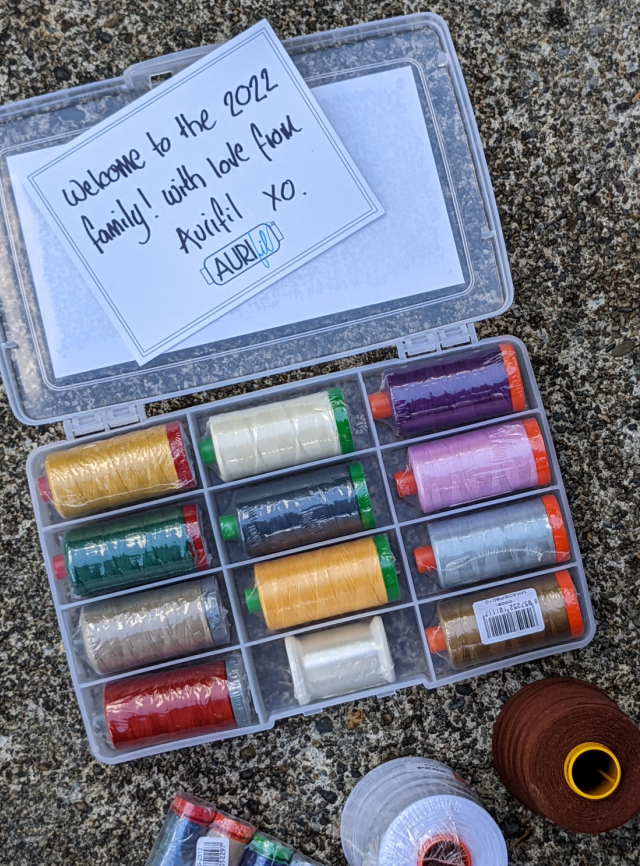 Welcome to the 2022
family! with love from
Aurifil XO.
AURIfil